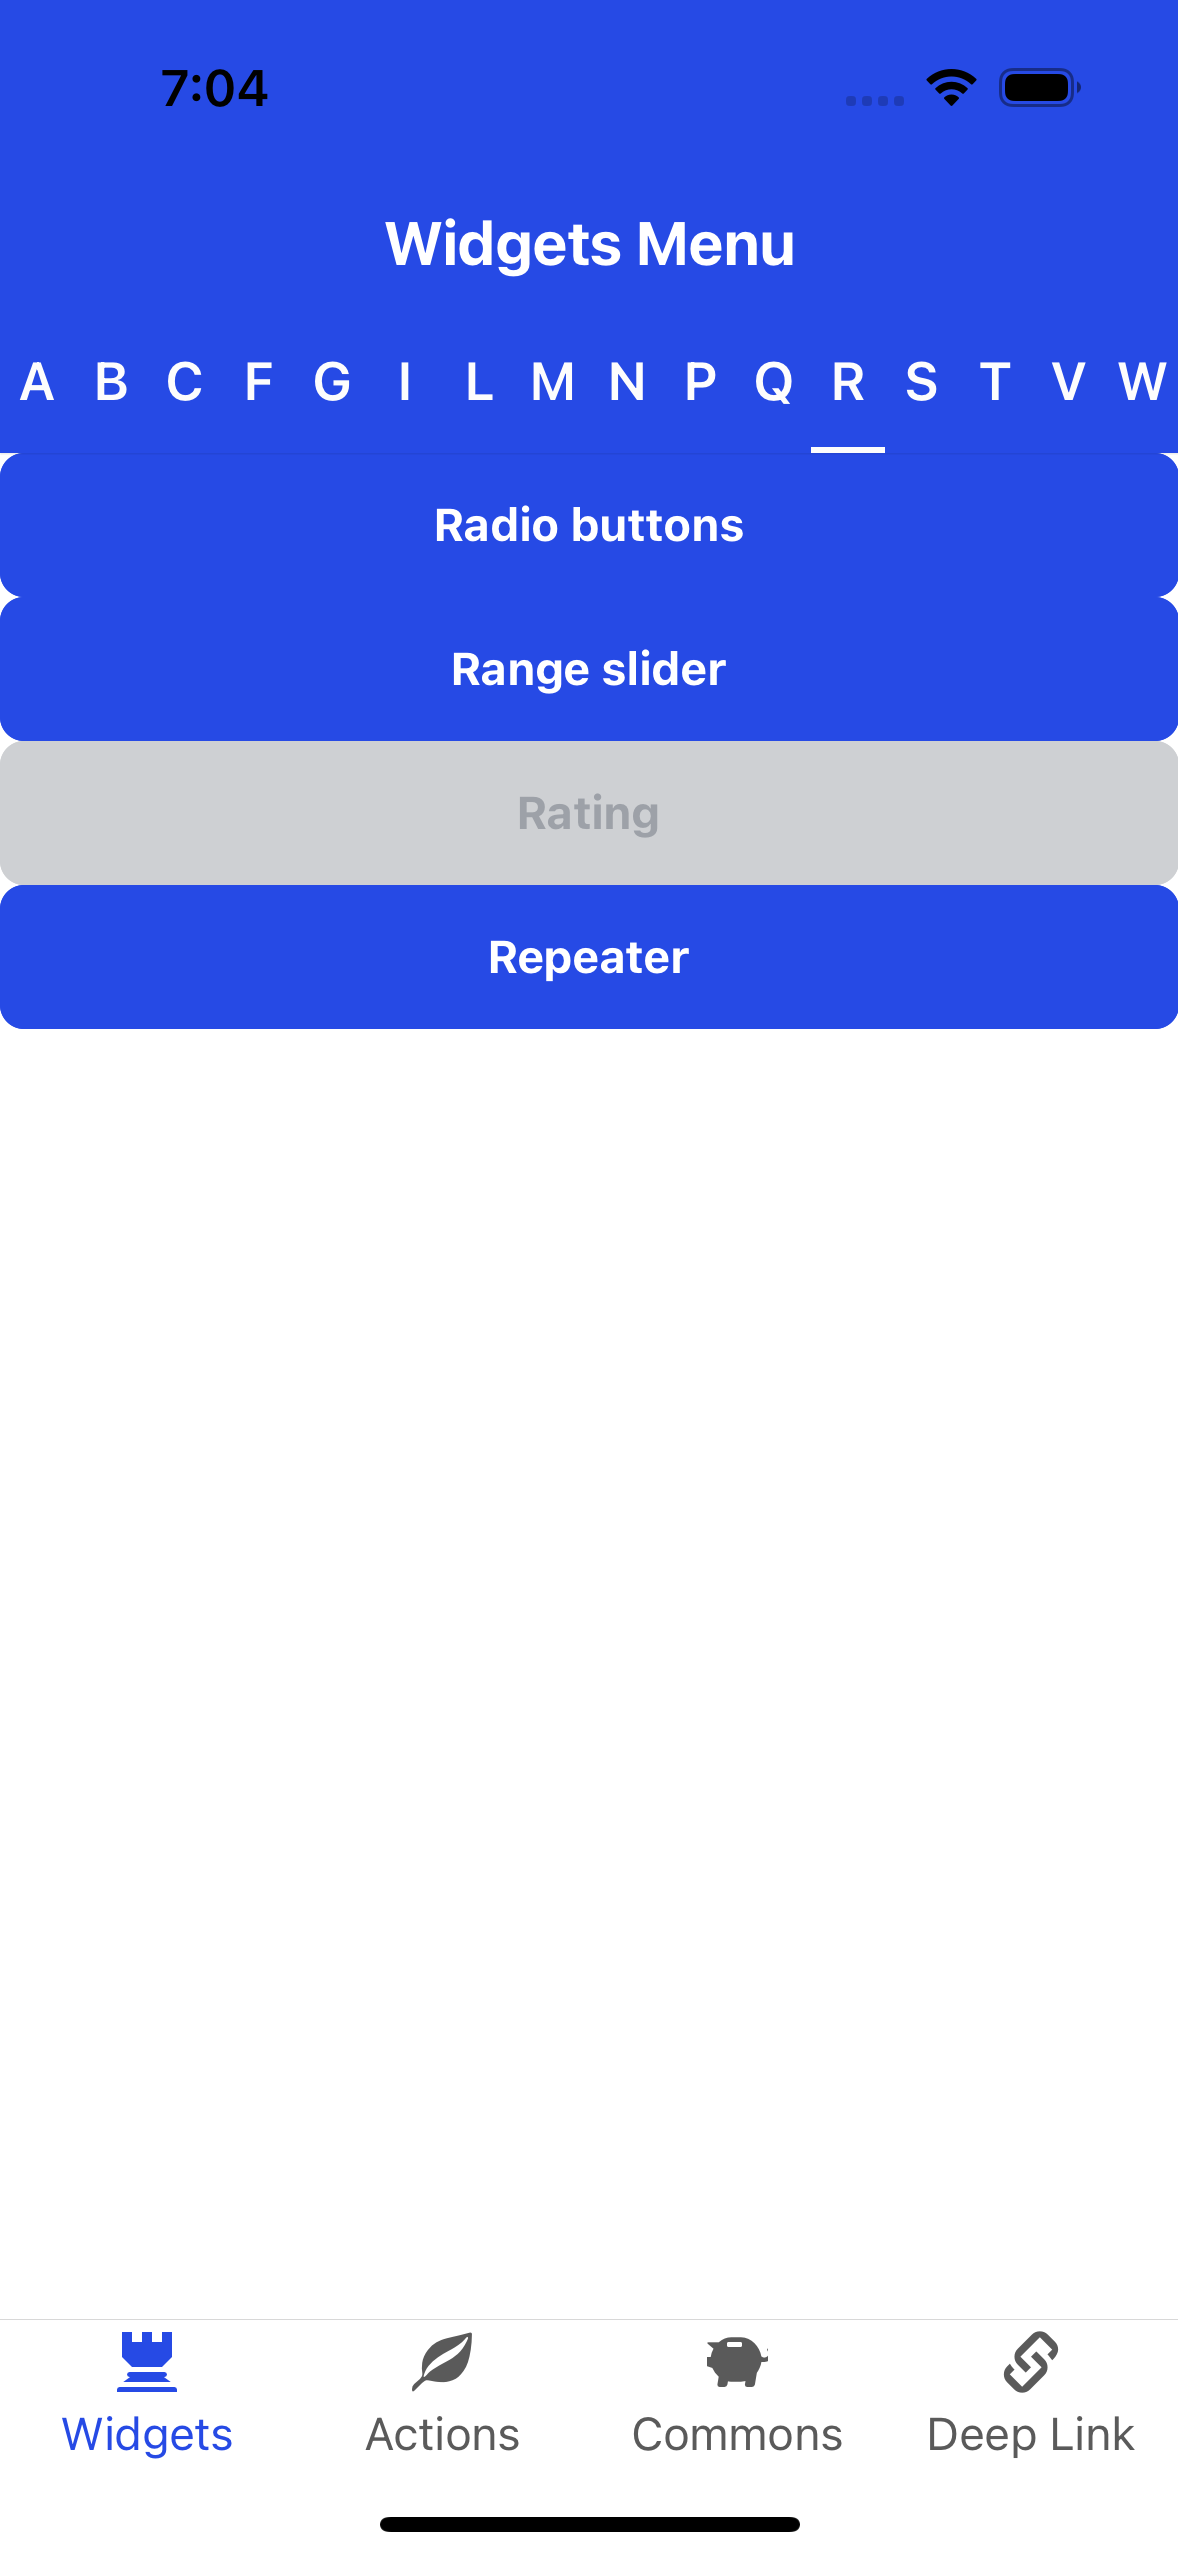 7:04
Widgets Menu
A B C F G I L M N P Q R S T V W
Radio buttons
Range slider
Rating
Repeater
Widgets Actions Commons Deep Link